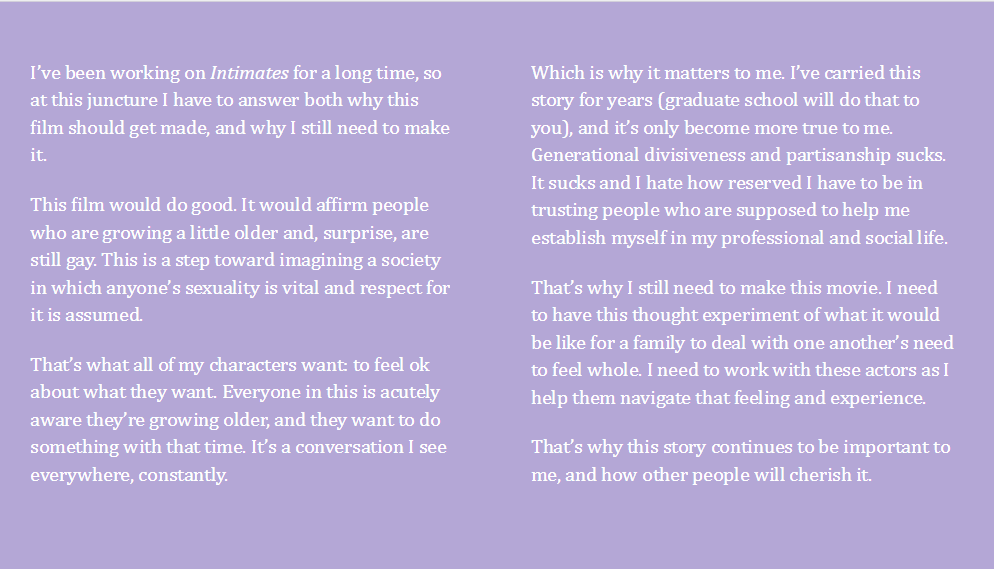 I’ve been working on Intimates for a long time, so
at this juncture I have to answer both why this
film should get made, and why I still need to make
it.
This film would do good. It would affirm people
who are growing a little older and, surprise, are
still gay. This is a step toward imagining a society
in which anyone’s sexuality is vital and respect for
it is assumed.
That’s what all of my characters want: to feel ok
about what they want. Everyone in this is acutely
aware they’re growing older, and they want to do
something with that time. It’s a conversation I see
everywhere, constantly.
Which is why it matters to me. I’ve carried this
story for years (graduate school will do that to
you), and it’s only become more true to me.
Generational divisiveness and partisanship sucks.
It sucks and I hate how reserved I have to be in
trusting people who are supposed to help me
establish myself in my professional and social life.
That’s why I still need to make this movie. I need
to have this thought experiment of what it would
be like for a family to deal with one another’s need
to feel whole. I need to work with these actors as I
help them navigate that feeling and experience.
That’s why this story continues to be important to
me, and how other people will cherish it.